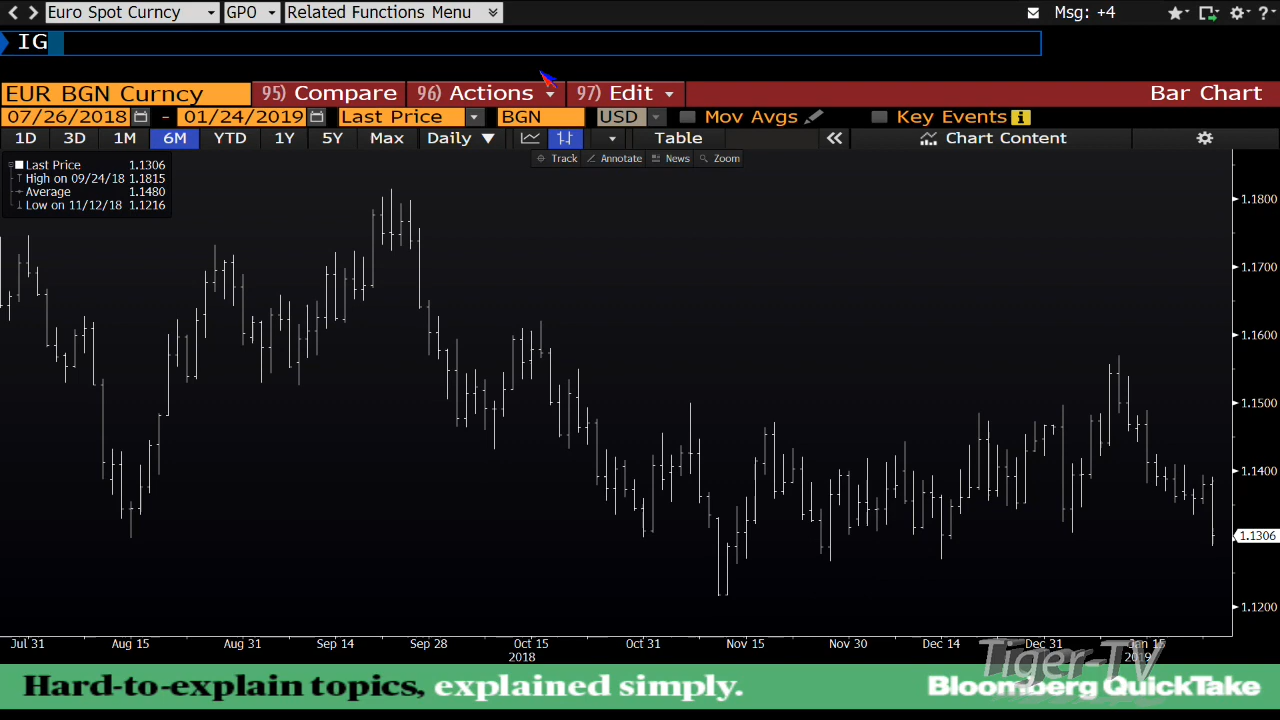 Euro Spot Curncy GPO Related Functions Menu Msg: +4 ?
IG
EUR BGN Curncy 95) Compare 96) Actions 97) Edit Bar Chart
07/26/2018 - 01/24/2019 Last Price BGN USD Mov Avgs Key Events i
1D 3D 1M 6M YTD 1Y 5Y Max Daily Table Chart Content
Track Annotate News Zoom
Last Price 1.1306
High on 09/24/18 1.1815
Average 1.1480
Low on 11/12/18 1.1216
1.1800
1.1700
1.1600
1.1500
1.1400
1.1306
1.1200
Jul 31 Aug 15 Aug 31 Sep 14 Sep 28 Oct 15 Oct 31 Nov 15 Nov 30 Dec 14 Dec 31 Jan 15
2018 2019
Tiger-TV
Hard-to-explain topics, explained simply. Bloomberg QuickTake